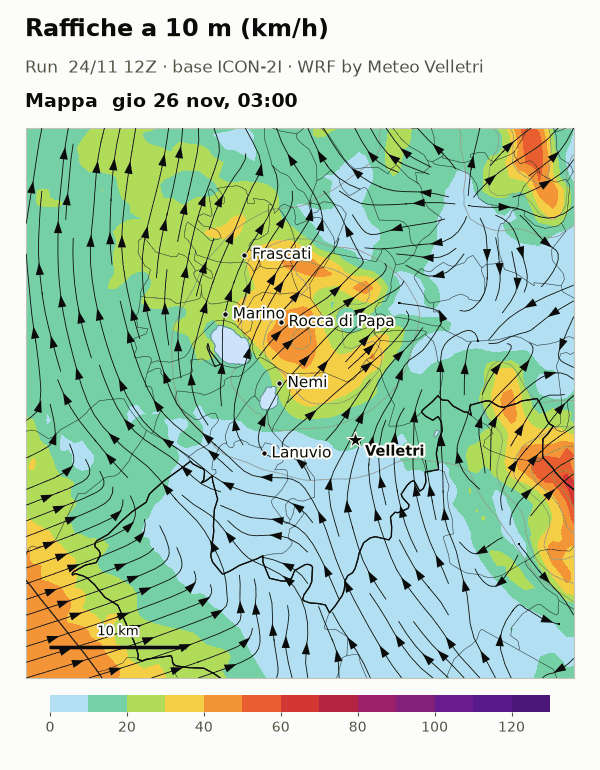 Raffiche a 10 m (km/h)
Run  24/11 12Z · base ICON-2I · WRF by Meteo Velletri
Mappa  gio 26 nov, 03:00
Frascati
Marino
Rocca di Papa
Nemi
Velletri
Lanuvio
10 km
0 20 40 60 80 100 120